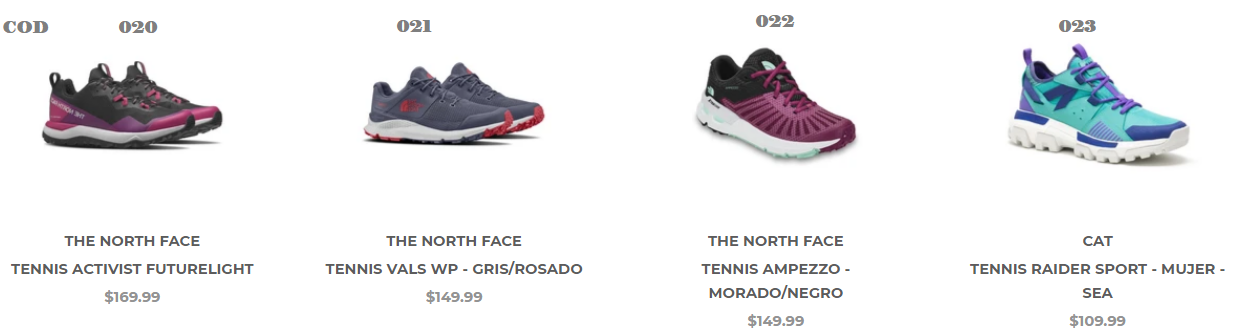 COD 020 021 022 023
THE NORTH FACE
TENNIS ACTIVIST FUTURELIGHT
$169.99
THE NORTH FACE
TENNIS VALS WP - GRIS/ROSADO
$149.99
THE NORTH FACE
TENNIS AMPEZZO -
MORADO/NEGRO
$149.99
CAT
TENNIS RAIDER SPORT - MUJER -
SEA
$109.99